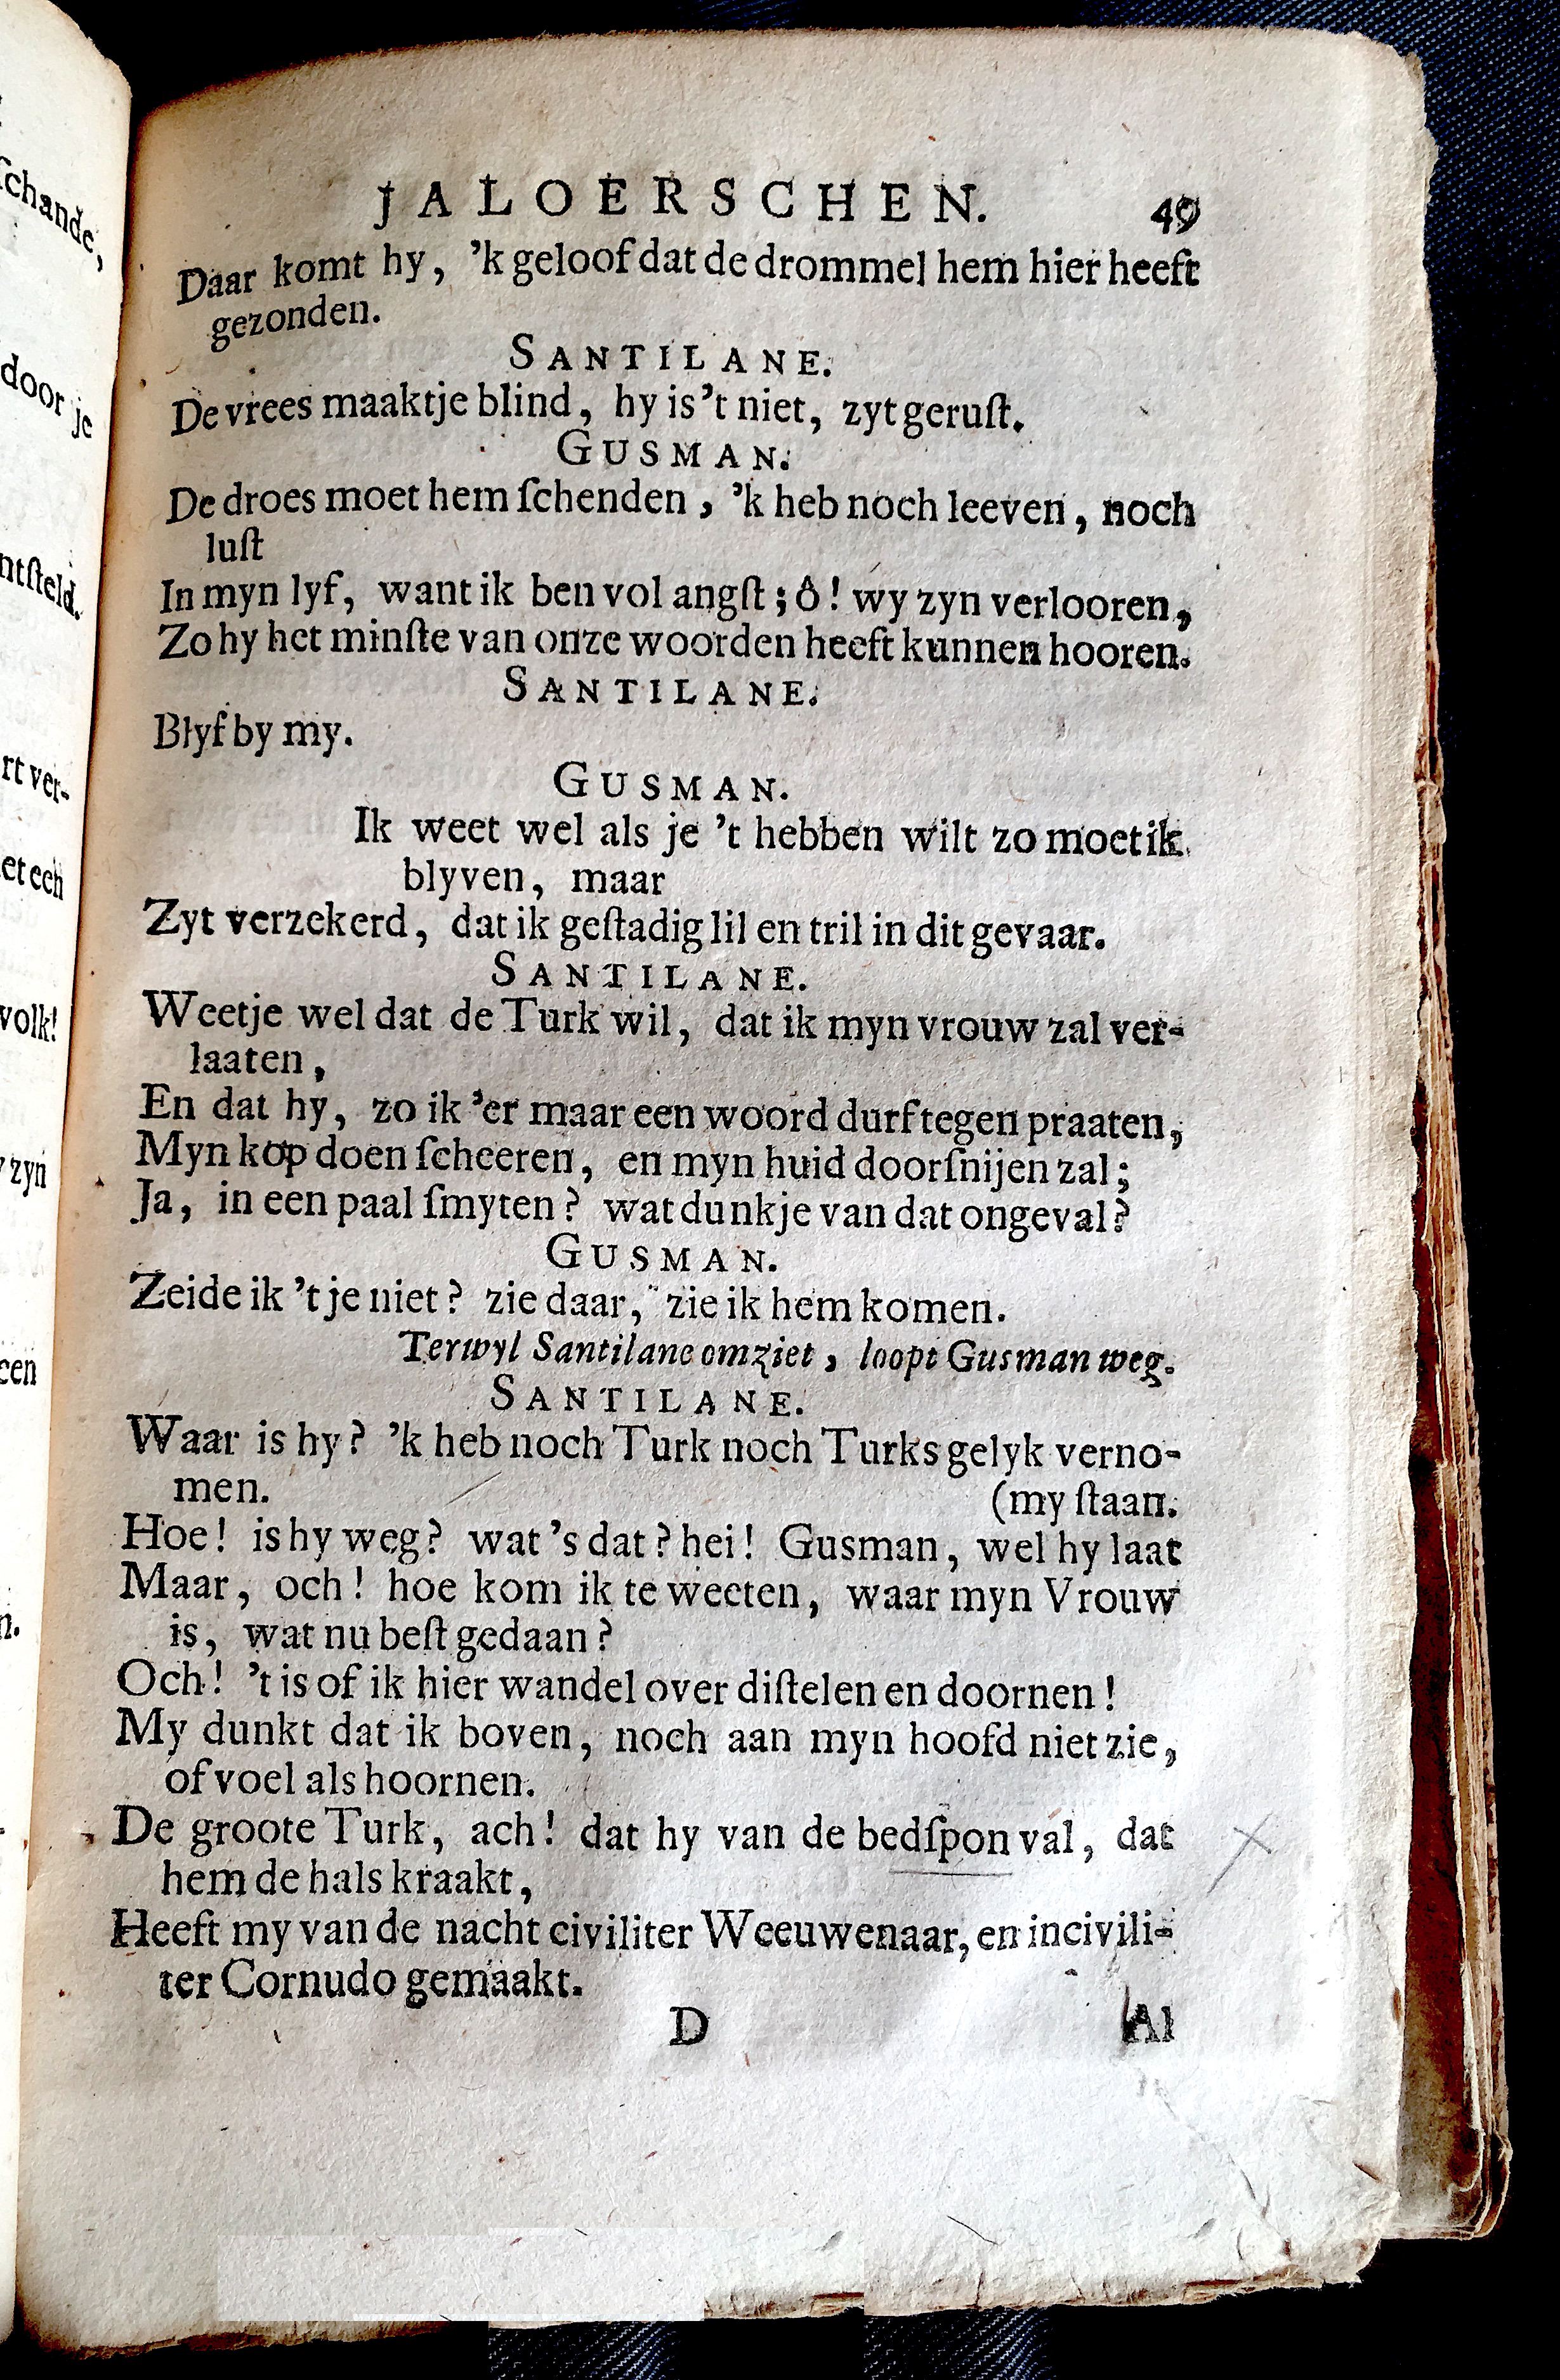 JALOERSCHEN. 49
Daar komt hy, 'k geloof dat de drommel hem hier heeft
gezonden.
SANTILANE.
De vrees maaktje blind, hy is 't niet, zyt geruſt.
GUSMAN.
De droes moet hem ſchenden, 'k heb noch leeven, noch
luſt
In myn lyf, want ik ben vol angſt; ô! wy zyn verlooren,
Zo hy het minſte van onze woorden heeft kunnen hooren.
SANTILANE.
Blyf by my.
GUSMAN.
Ik weet wel als je 't hebben wilt zo moet ik
blyven, maar
Zyt verzekerd, dat ik geſtadig lil en tril in dit gevaar.
SANTILANE.
Weetje wel dat de Turk wil, dat ik myn vrouw zal ver-
laaten,
En dat hy, zo ik 'er maar een woord durf tegen praaten,
Myn kop doen ſcheeren, en myn huid doorſnijen zal;
Ja, in een paal ſmyten? wat dunkje van dat ongeval?
GUSMAN.
Zeide ik 't je niet? zie daar, zie ik hem komen.
Terwyl Santilane omziet, loopt Gusman weg.
SANTILANE.
Waar is hy? 'k heb noch Turk noch Turks gelyk verno-
men. (my ſtaan.
Hoe! is hy weg? wat 's dat? hei! Gusman, wel hy laat
Maar, och! hoe kom ik te weeten, waar myn Vrouw
is, wat nu beſt gedaan?
Och! 't is of ik hier wandel over diſtelen en doornen!
My dunkt dat ik boven, noch aan myn hoofd niet zie,
of voel als hoornen.
De groote Turk, ach! dat hy van de bedſpon val, dat
hem de hals kraakt,
Heeft my van de nacht civiliter Weeuwenaar, en incivili-
ter Cornudo gemaakt.
D Al
ſchande,
door je
ntſteld.
rt ver-
et een
volk!
zyn
een
n.